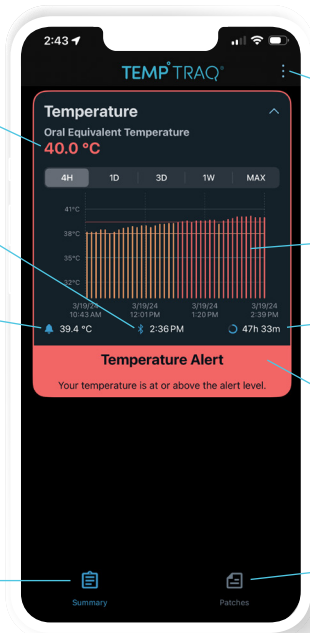 2:43
TEMP°TRAQ®
Temperature
Oral Equivalent Temperature
40.0 °C
4H 1D 3D 1W MAX
41°C
38°C
35°C
32°C
3/19/24 3/19/24 3/19/24 3/19/24
10:43 AM 12:01 PM 1:20 PM 2:39 PM
39.4 °C 2:36 PM 47h 33m
Temperature Alert
Your temperature is at or above the alert level.
Summary Patches